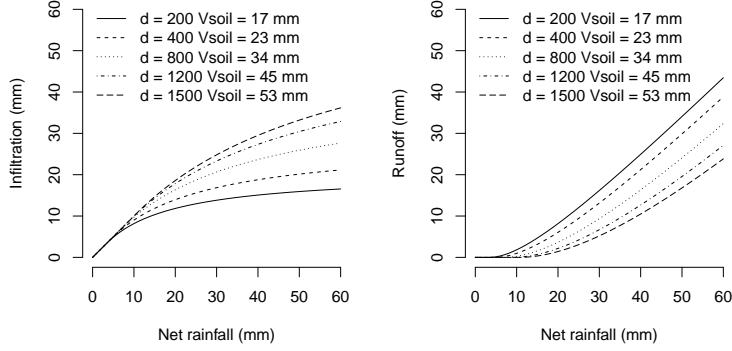 60
50
40
30
20
10
0
Infiltration (mm)
d = 200 Vsoil = 17 mm
d = 400 Vsoil = 23 mm
d = 800 Vsoil = 34 mm
d = 1200 Vsoil = 45 mm
d = 1500 Vsoil = 53 mm
0 10 20 30 40 50 60
Net rainfall (mm)
60
50
40
30
20
10
0
Runoff (mm)
d = 200 Vsoil = 17 mm
d = 400 Vsoil = 23 mm
d = 800 Vsoil = 34 mm
d = 1200 Vsoil = 45 mm
d = 1500 Vsoil = 53 mm
0 10 20 30 40 50 60
Net rainfall (mm)